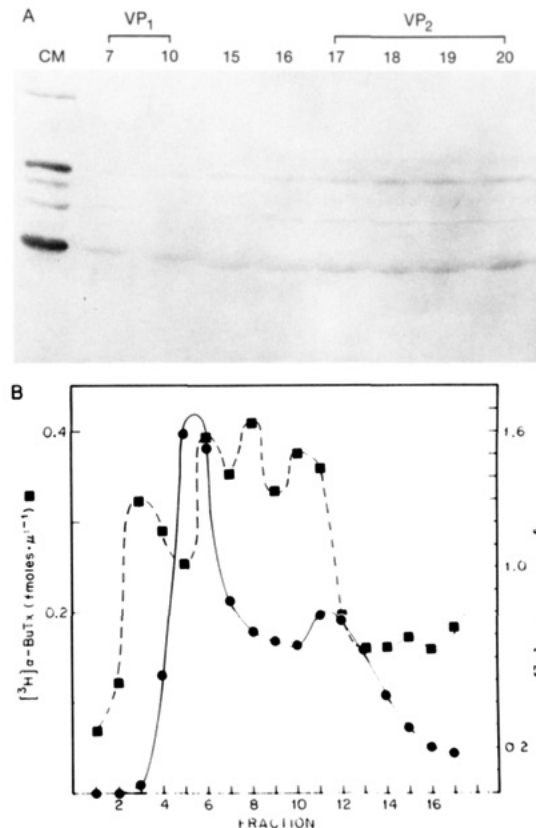 A
VP1 VP2
CM 7 10 15 16 17 18 19 20
B
0.4
0.2
[³H]α-BuTx (fmoles·μl⁻¹) ■
1.6
1.0
0.2
2 4 6 8 10 12 14 16
FRACTION